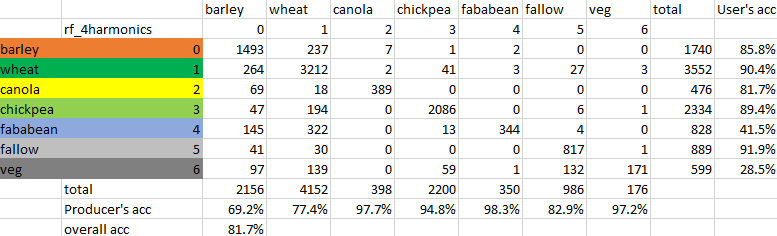 barley wheat canola chickpea fababean fallow veg total User's acc
rf_4harmonics 0 1 2 3 4 5 6
barley 0 1493 237 7 1 2 0 0 1740 85.8%
wheat 1 264 3212 2 41 3 27 3 3552 90.4%
canola 2 69 18 389 0 0 0 0 476 81.7%
chickpea 3 47 194 0 2086 0 6 1 2334 89.4%
fababean 4 145 322 0 13 344 4 0 828 41.5%
fallow 5 41 30 0 0 0 817 1 889 91.9%
veg 6 97 139 0 59 1 132 171 599 28.5%
total 2156 4152 398 2200 350 986 176
Producer's acc 69.2% 77.4% 97.7% 94.8% 98.3% 82.9% 97.2%
overall acc 81.7%